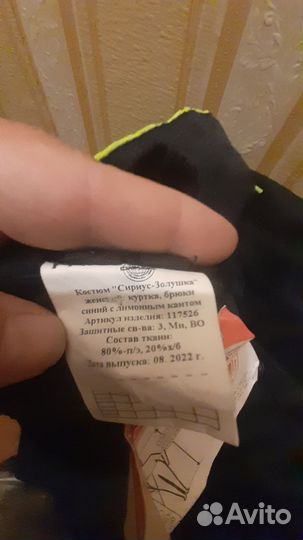 Костюм "Сириус-Золушка"
женский: куртка, брюки
синий с лимонным кантом
Артикул изделия: 117526
Защитные св-ва: З, Ми, ВО
Состав ткани:
80%-п/э, 20%х/б
Дата выпуска: 08. 2022 г.
Avito